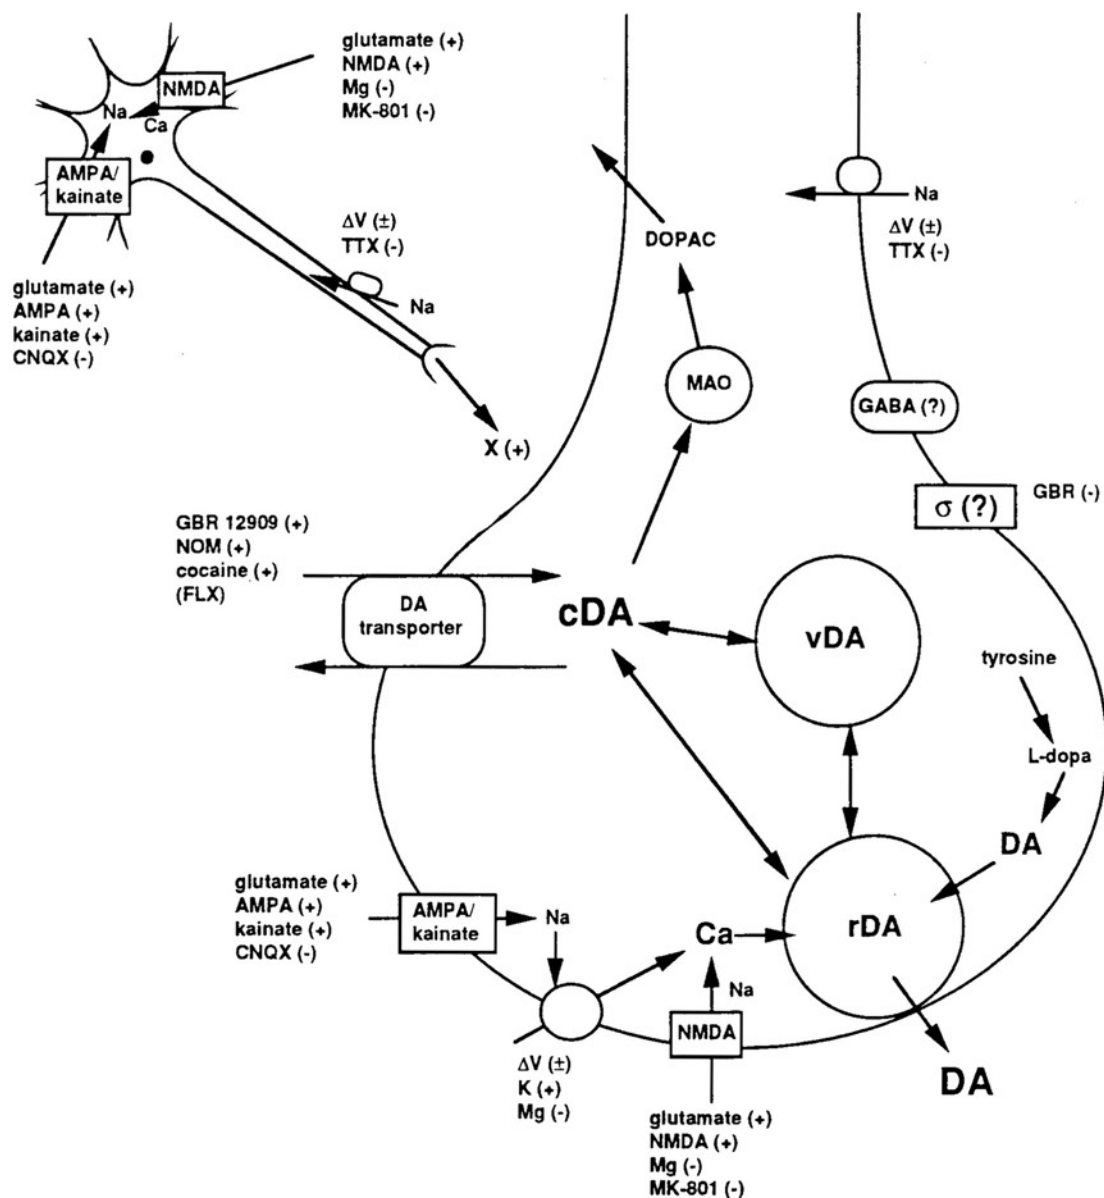 glutamate (+)
NMDA (+)
Mg (-)
MK-801 (-)
NMDA
Na
Ca
AMPA/
kainate
glutamate (+)
AMPA (+)
kainate (+)
CNQX (-)
ΔV (±)
TTX (-)
Na
X (+)
DOPAC
MAO
Na
ΔV (±)
TTX (-)
GABA (?)
σ (?)
GBR (-)
GBR 12909 (+)
NOM (+)
cocaine (+)
(FLX)
DA
transporter
cDA
vDA
tyrosine
L-dopa
DA
rDA
DA
glutamate (+)
AMPA (+)
kainate (+)
CNQX (-)
AMPA/
kainate
Na
Ca
Na
NMDA
ΔV (±)
K (+)
Mg (-)
glutamate (+)
NMDA (+)
Mg (-)
MK-801 (-)